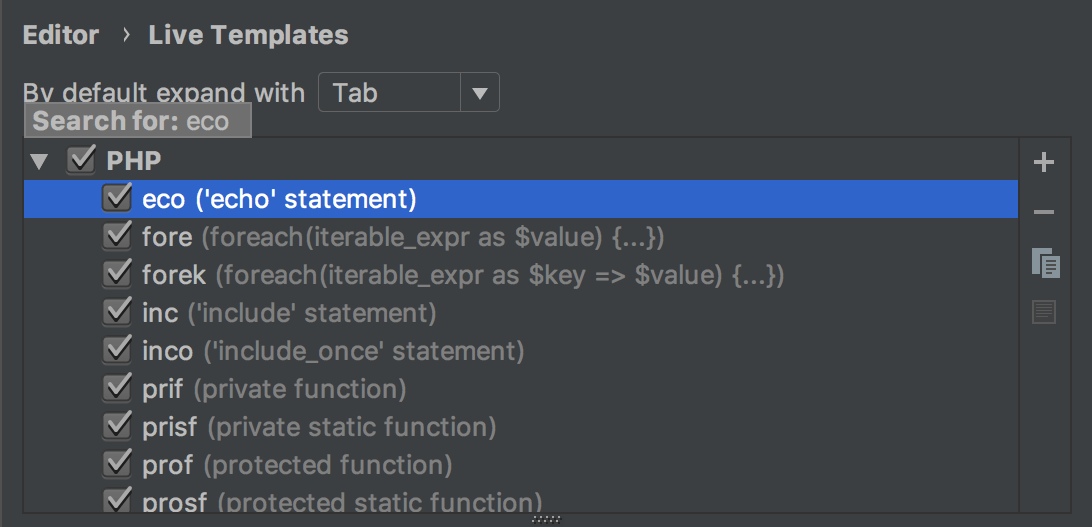 Editor › Live Templates
By default expand with Tab
Search for: eco
PHP
eco ('echo' statement)
fore (foreach(iterable_expr as $value) {...})
forek (foreach(iterable_expr as $key => $value) {...})
inc ('include' statement)
inco ('include_once' statement)
prif (private function)
prisf (private static function)
prof (protected function)
prosf (protected static function)